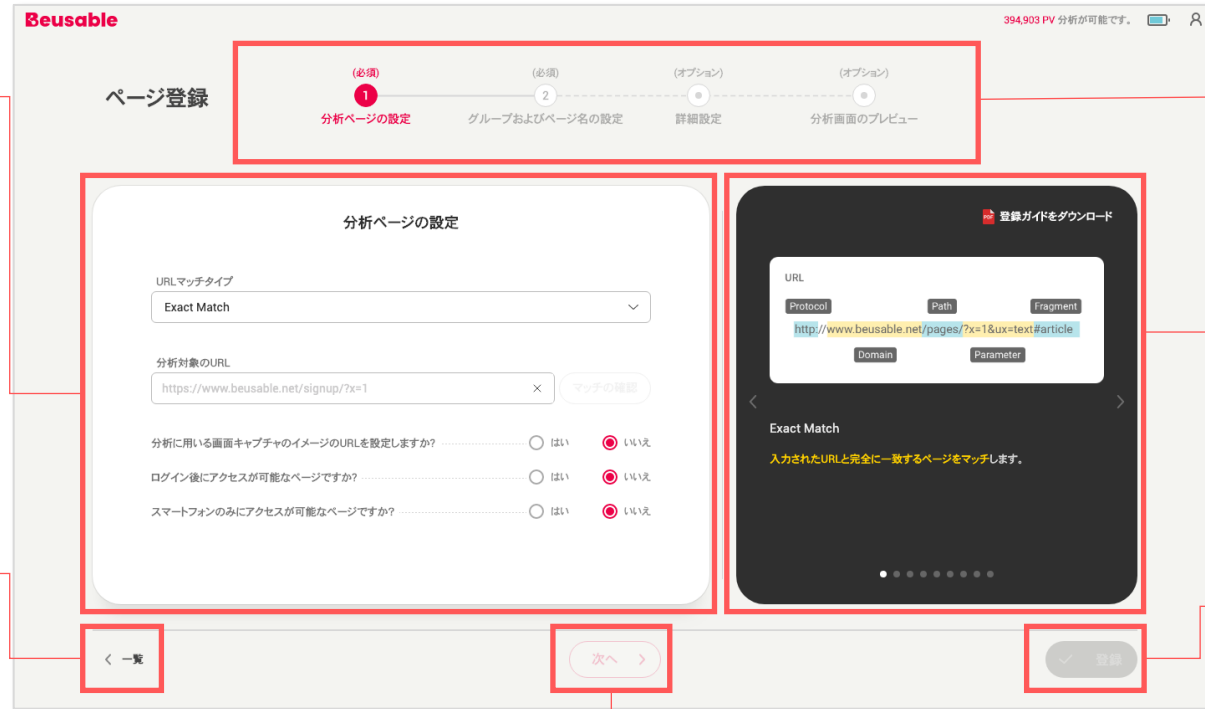 Beusable
394,903 PV 分析が可能です。
ページ登録
(必須)
1
分析ページの設定
(必須)
2
グループおよびページ名の設定
(オプション)
詳細設定
(オプション)
分析画面のプレビュー
分析ページの設定
URLマッチタイプ
Exact Match
分析対象のURL
https://www.beusable.net/signup/?x=1
マッチの確認
分析に用いる画面キャプチャのイメージのURLを設定しますか? はい いいえ
ログイン後にアクセスが可能なページですか? はい いいえ
スマートフォンのみにアクセスが可能なページですか? はい いいえ
PDF 登録ガイドをダウンロード
URL
Protocol Path Fragment
http://www.beusable.net/pages/?x=1&ux=text#article
Domain Parameter
Exact Match
入力されたURLと完全に一致するページをマッチします。
一覧
次へ
登録